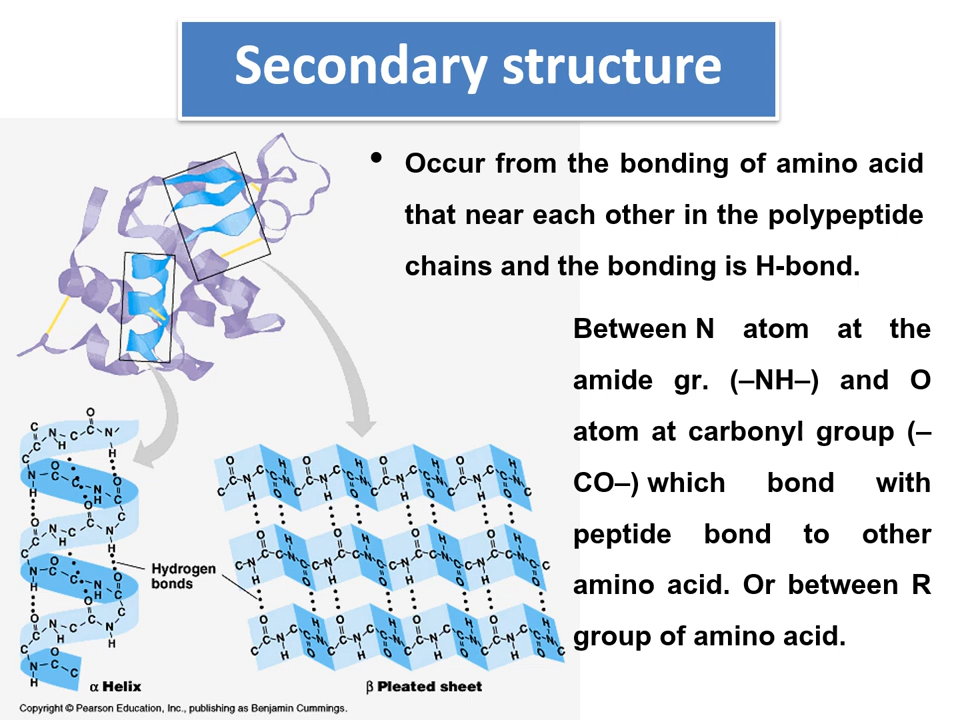 Secondary structure
• Occur from the bonding of amino acid
that near each other in the polypeptide
chains and the bonding is H-bond.
Between N atom at the
amide gr. (–NH–) and O
atom at carbonyl group (–
CO–) which bond with
peptide bond to other
amino acid. Or between R
group of amino acid.
Hydrogen
bonds
α Helix
β Pleated sheet
Copyright © Pearson Education, Inc., publishing as Benjamin Cummings.